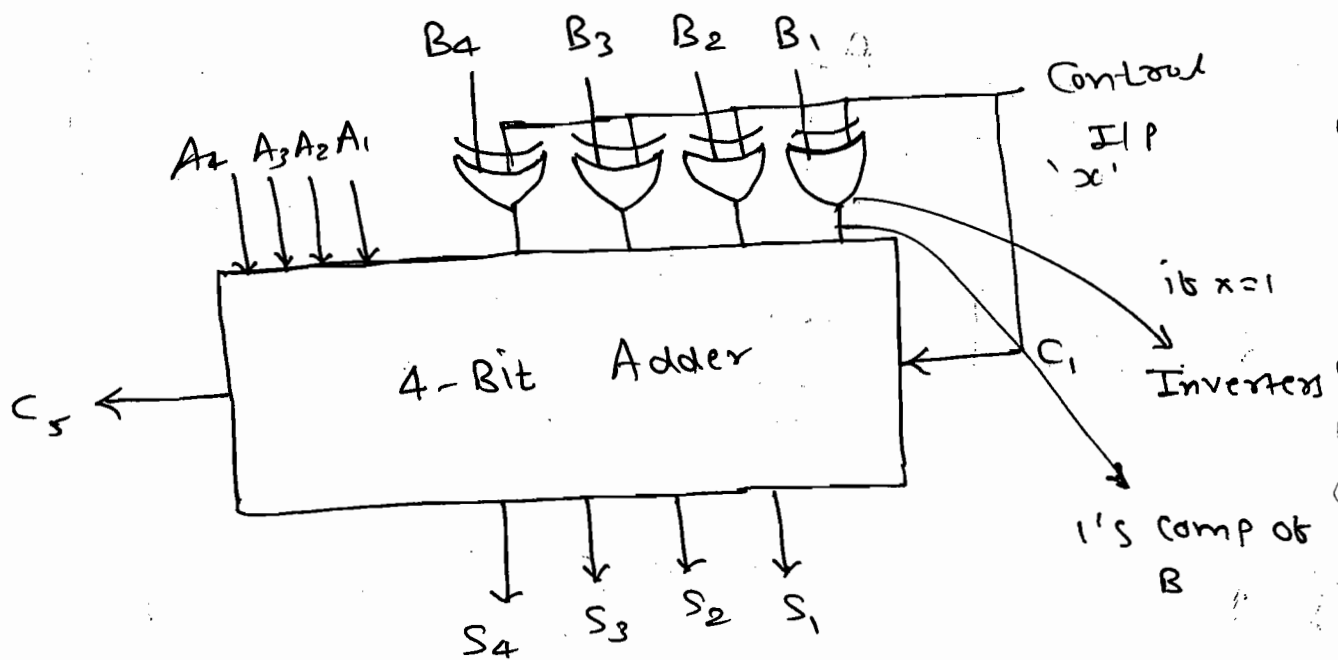 B4 B3 B2 B1
Control
I/P
'x'
A4 A3 A2 A1
if x=1
4-Bit Adder
C1
Inverters
C5
1's comp of
B
S4 S3 S2 S1